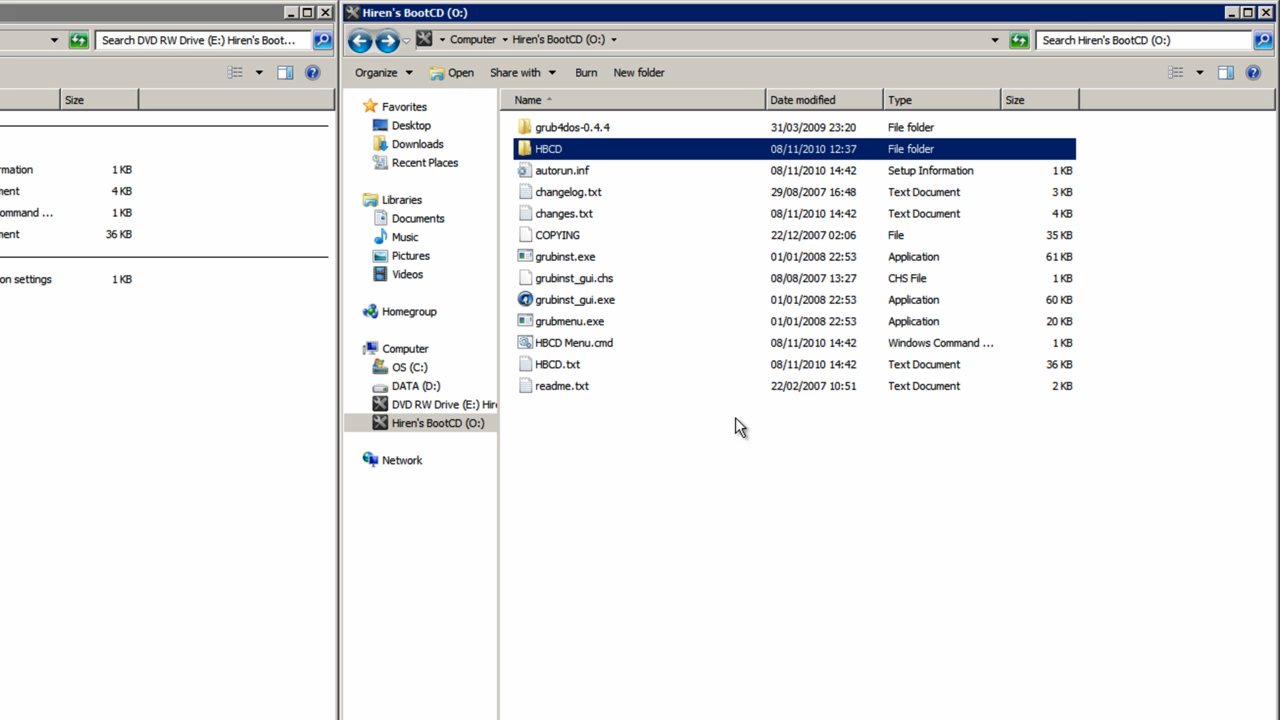 Search DVD RW Drive (E:) Hiren's Boot...
Size
rmation 1 KB
ment 4 KB
ommand ... 1 KB
ment 36 KB
on settings 1 KB
Hiren's BootCD (O:)
Computer Hiren's BootCD (O:)
Search Hiren's BootCD (O:)
Organize Open Share with Burn New folder
Favorites
Desktop
Downloads
Recent Places
Libraries
Documents
Music
Pictures
Videos
Homegroup
Computer
OS (C:)
DATA (D:)
DVD RW Drive (E:) Hire
Hiren's BootCD (O:)
Network
Name Date modified Type Size
grub4dos-0.4.4 31/03/2009 23:20 File folder
HBCD 08/11/2010 12:37 File folder
autorun.inf 08/11/2010 14:42 Setup Information 1 KB
changelog.txt 29/08/2007 16:48 Text Document 3 KB
changes.txt 08/11/2010 14:42 Text Document 4 KB
COPYING 22/12/2007 02:06 File 35 KB
grubinst.exe 01/01/2008 22:53 Application 61 KB
grubinst_gui.chs 08/08/2007 13:27 CHS File 1 KB
grubinst_gui.exe 01/01/2008 22:53 Application 60 KB
grubmenu.exe 01/01/2008 22:53 Application 20 KB
HBCD Menu.cmd 08/11/2010 14:42 Windows Command ... 1 KB
HBCD.txt 08/11/2010 14:42 Text Document 36 KB
readme.txt 22/02/2007 10:51 Text Document 2 KB